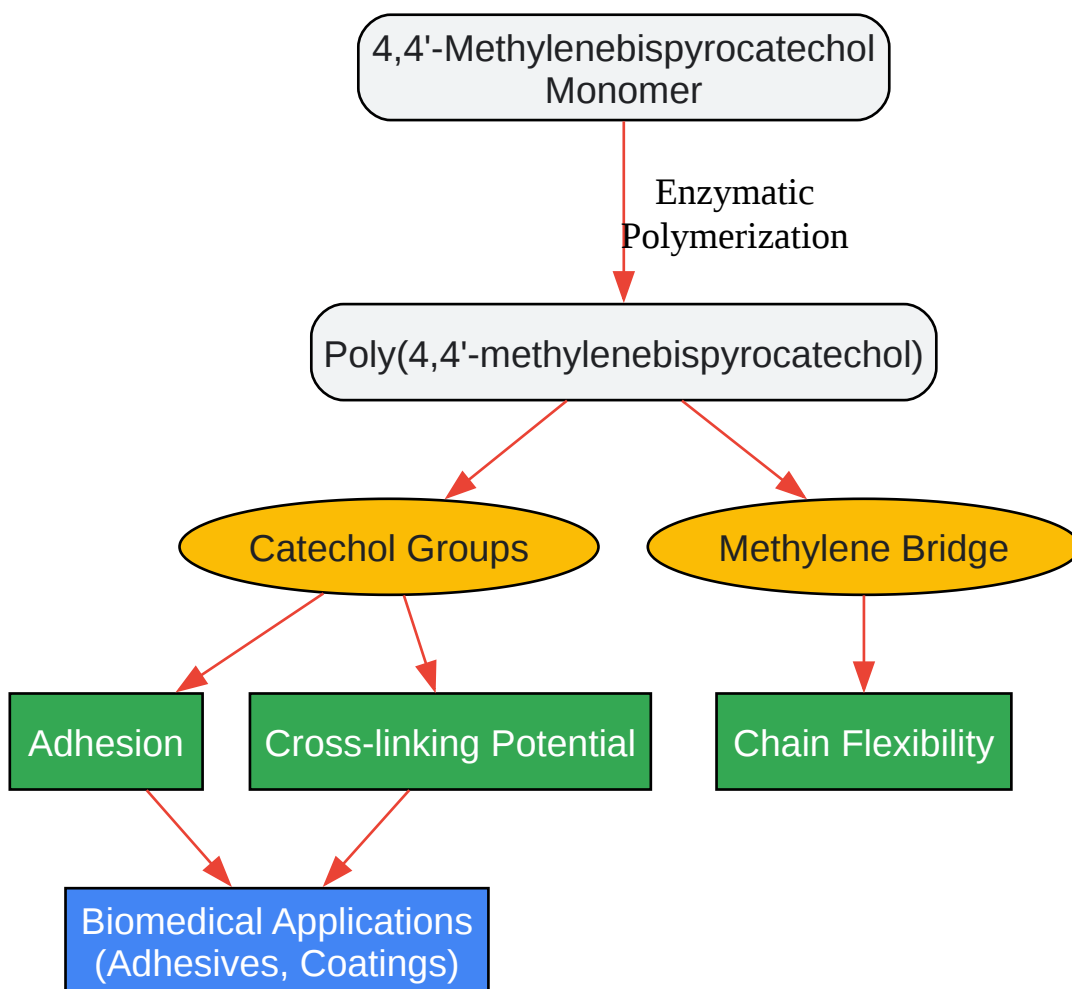 4,4'-Methylenebispyrocatechol
Monomer
Enzymatic
Polymerization
Poly(4,4'-methylenebispyrocatechol)
Catechol Groups
Methylene Bridge
Adhesion
Cross-linking Potential
Chain Flexibility
Biomedical Applications
(Adhesives, Coatings)